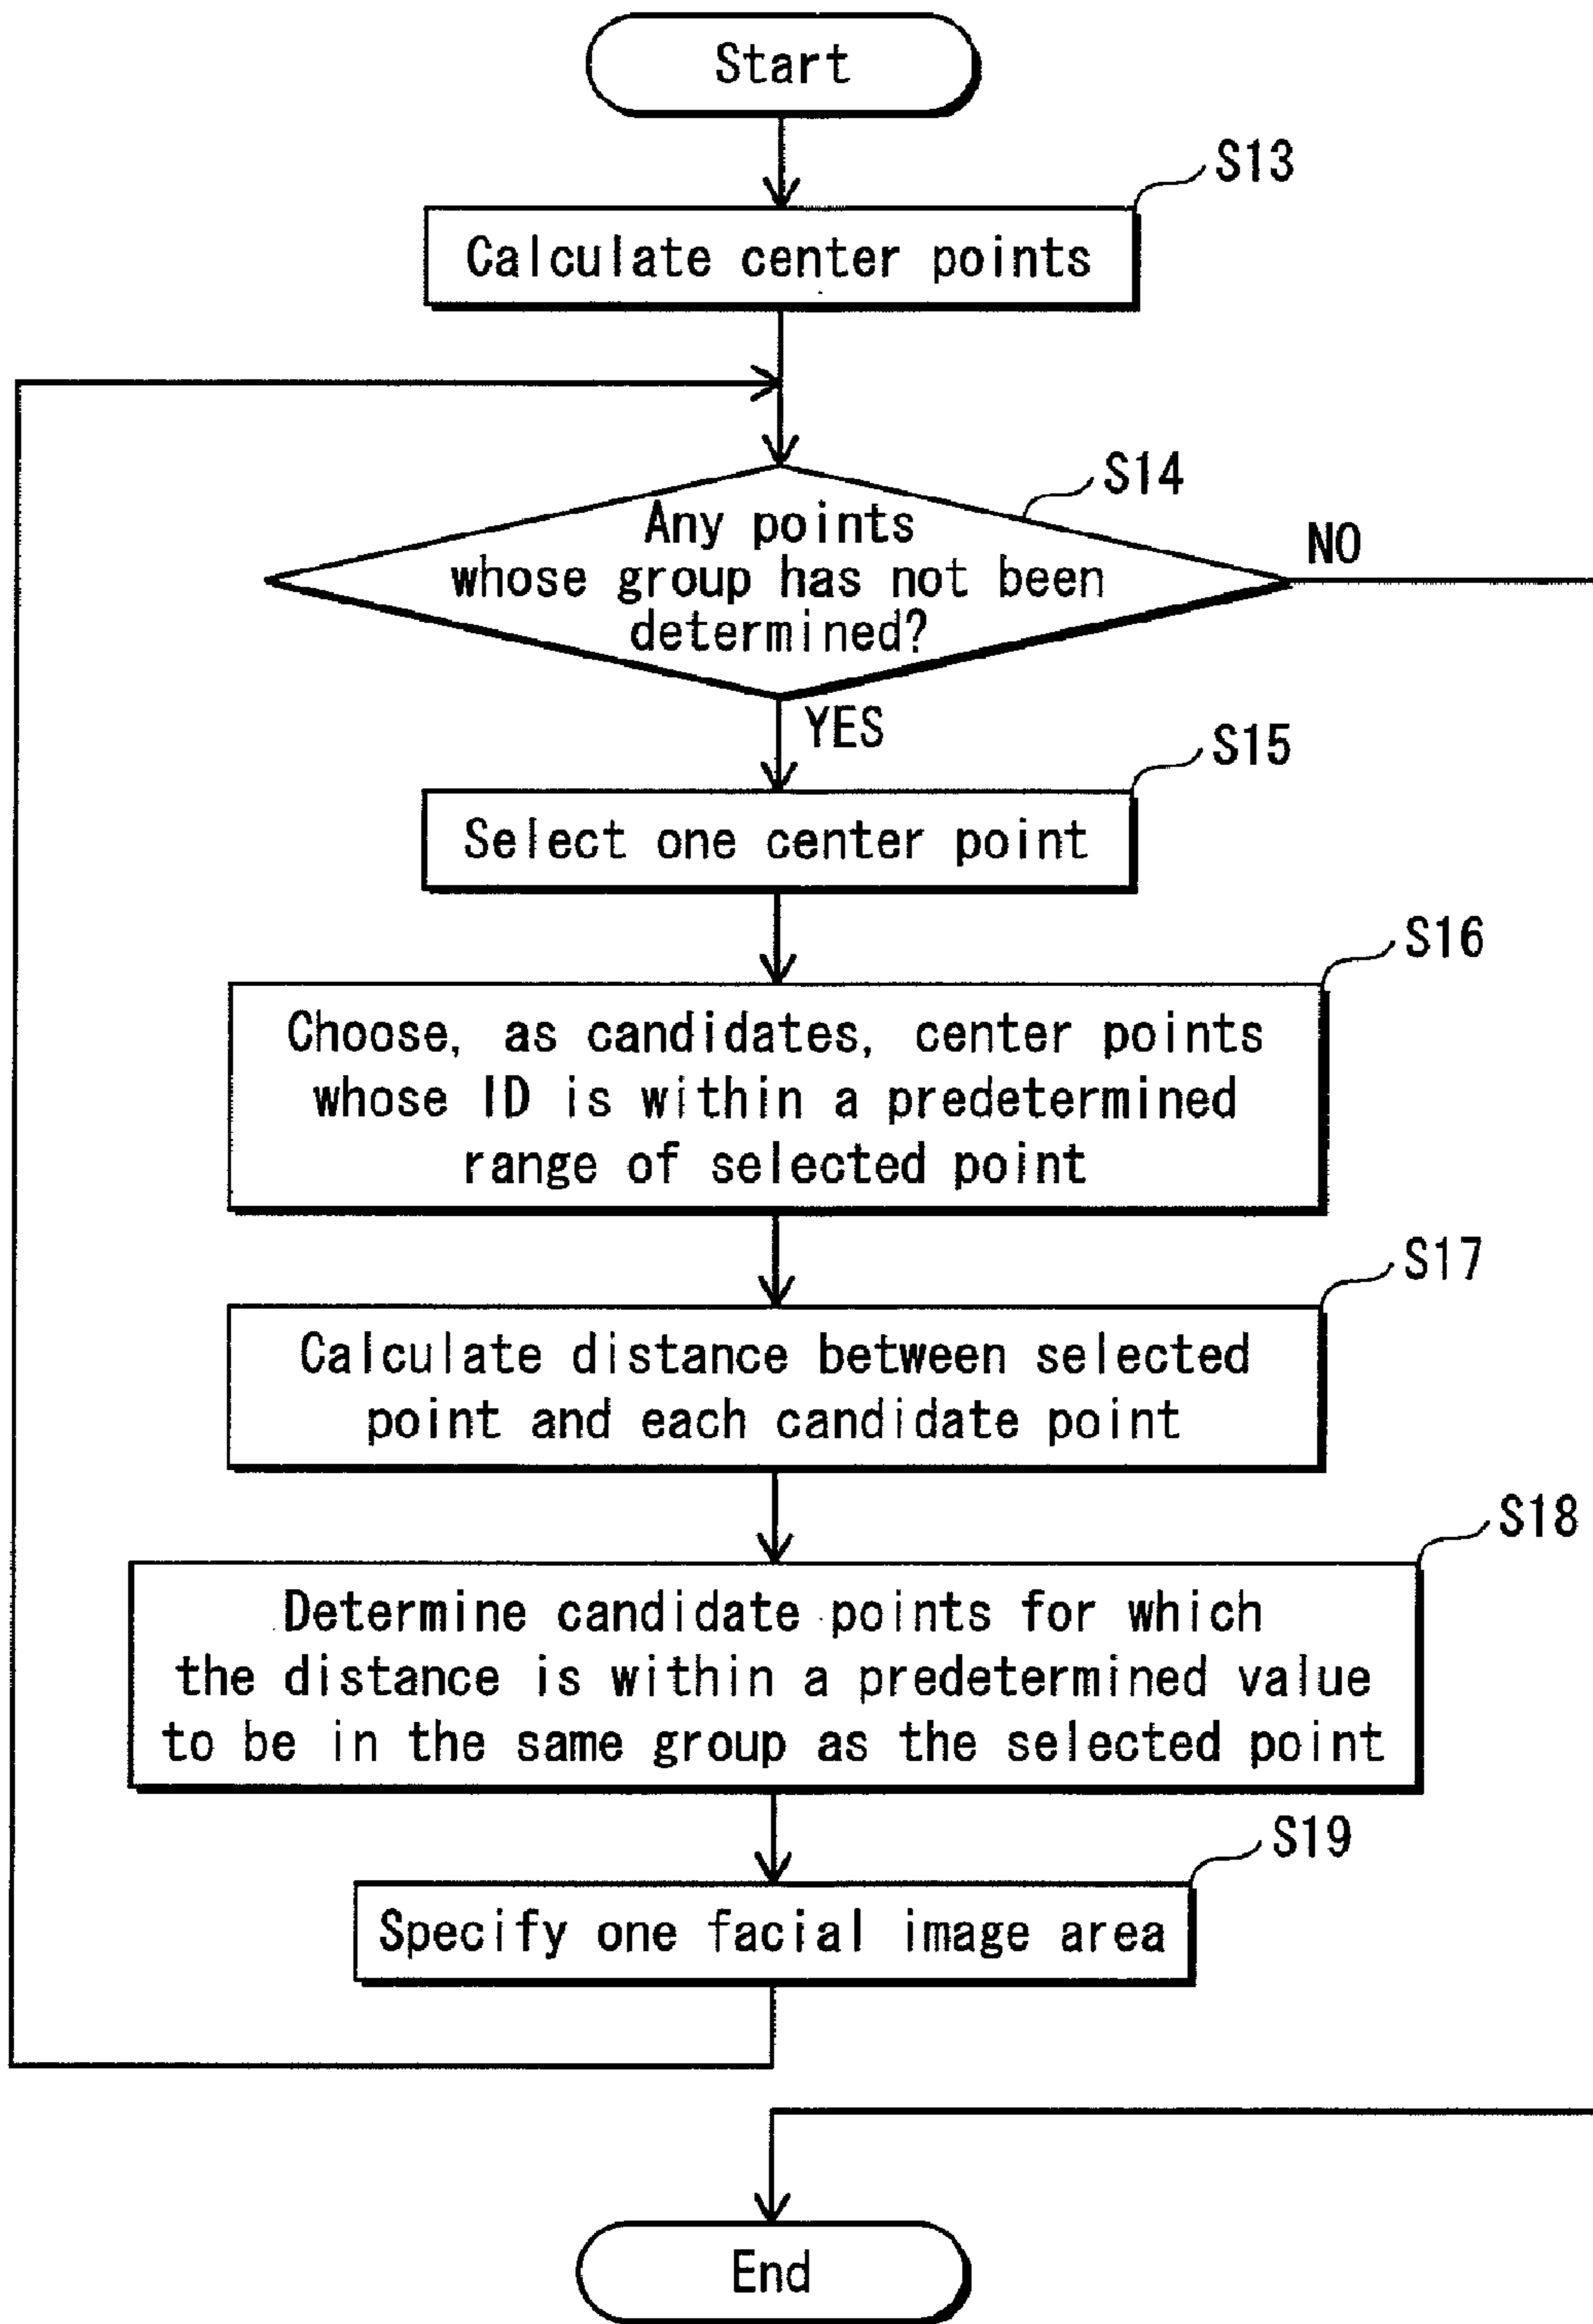 Start
S13
Calculate center points
S14
Any points
whose group has not been
determined?
NO
YES
S15
Select one center point
S16
Choose, as candidates, center points
whose ID is within a predetermined
range of selected point
S17
Calculate distance between selected
point and each candidate point
S18
Determine candidate points for which
the distance is within a predetermined value
to be in the same group as the selected point
S19
Specify one facial image area
End